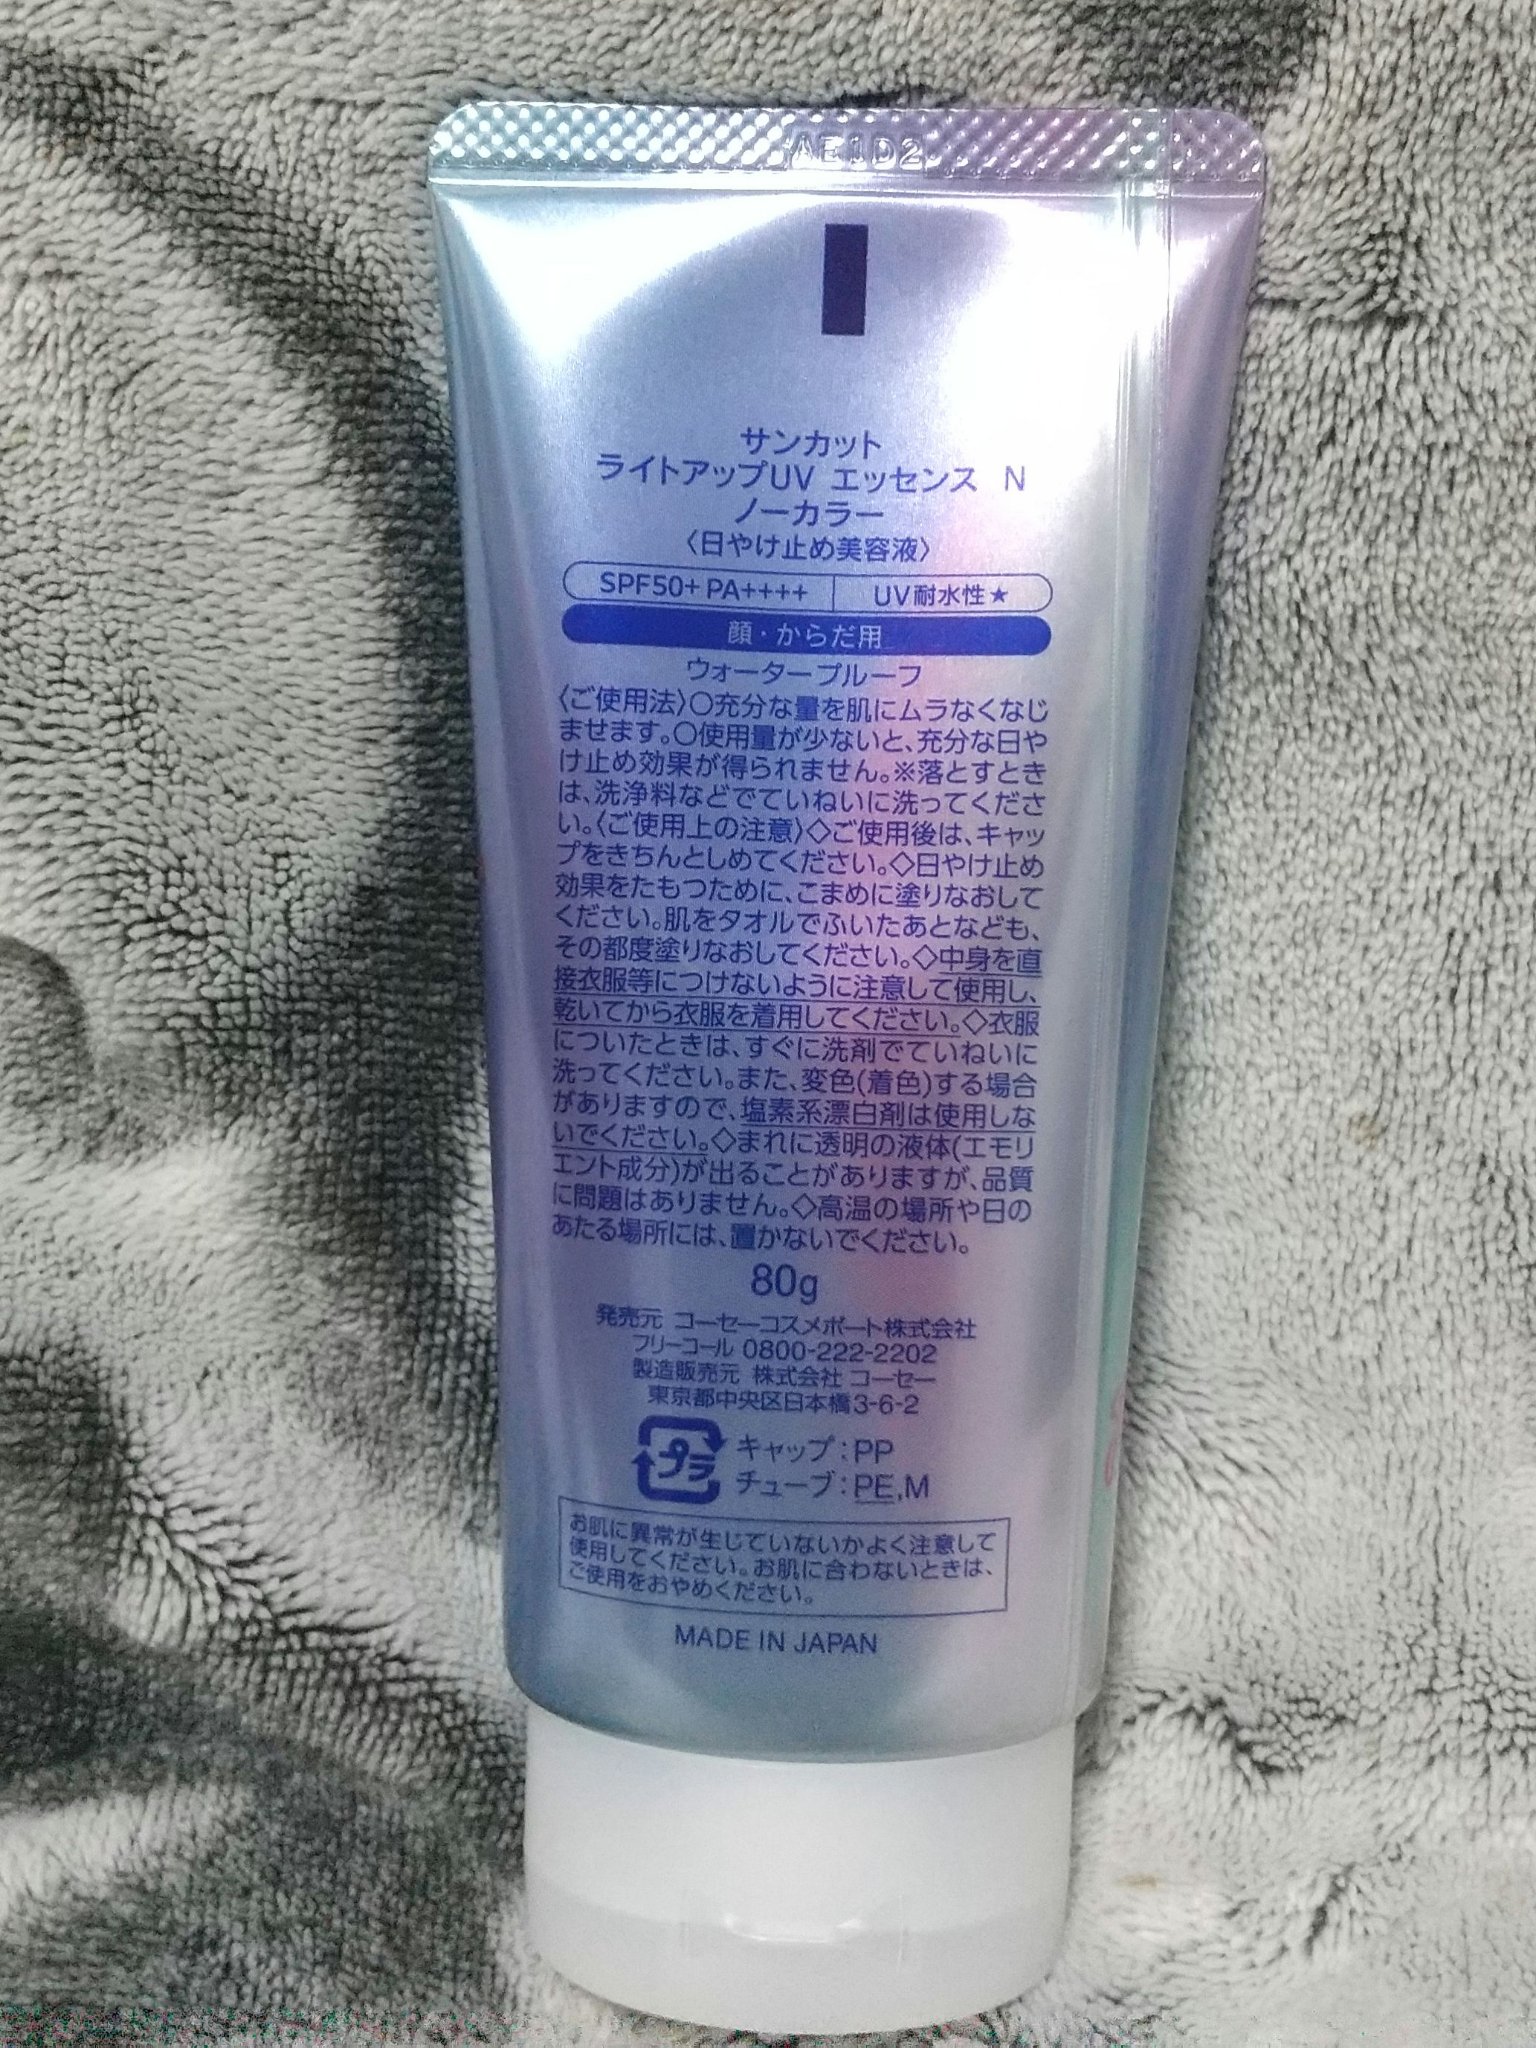 AE1D2
サンカット
ライトアップUV エッセンス N
ノーカラー
〈日やけ止め美容液〉
SPF50+ PA++++ UV耐水性★
顔・からだ用
ウォータープルーフ
〈ご使用法〉○充分な量を肌にムラなくなじ
ませます。○使用量が少ないと、充分な日や
け止め効果が得られません。※落とすとき
は、洗浄料などでていねいに洗ってくださ
い。〈ご使用上の注意〉◇ご使用後は、キャッ
プをきちんとしめてください。◇日やけ止め
効果をたもつために、こまめに塗りなおして
ください。肌をタオルでふいたあとなども、
その都度塗りなおしてください。◇中身を直
接衣服等につけないように注意して使用し、
乾いてから衣服を着用してください。◇衣服
についたときは、すぐに洗剤でていねいに
洗ってください。また、変色(着色)する場合
がありますので、塩素系漂白剤は使用しな
いでください。◇まれに透明の液体(エモリ
エント成分)が出ることがありますが、品質
に問題はありません。◇高温の場所や日の
あたる場所には、置かないでください。
80g
発売元 コーセーコスメポート株式会社
フリーコール 0800-222-2202
製造販売元 株式会社 コーセー
東京都中央区日本橋3-6-2
プラ キャップ：PP
チューブ：PE,M
お肌に異常が生じていないかよく注意して
使用してください。お肌に合わないときは、
ご使用をおやめください。
MADE IN JAPAN